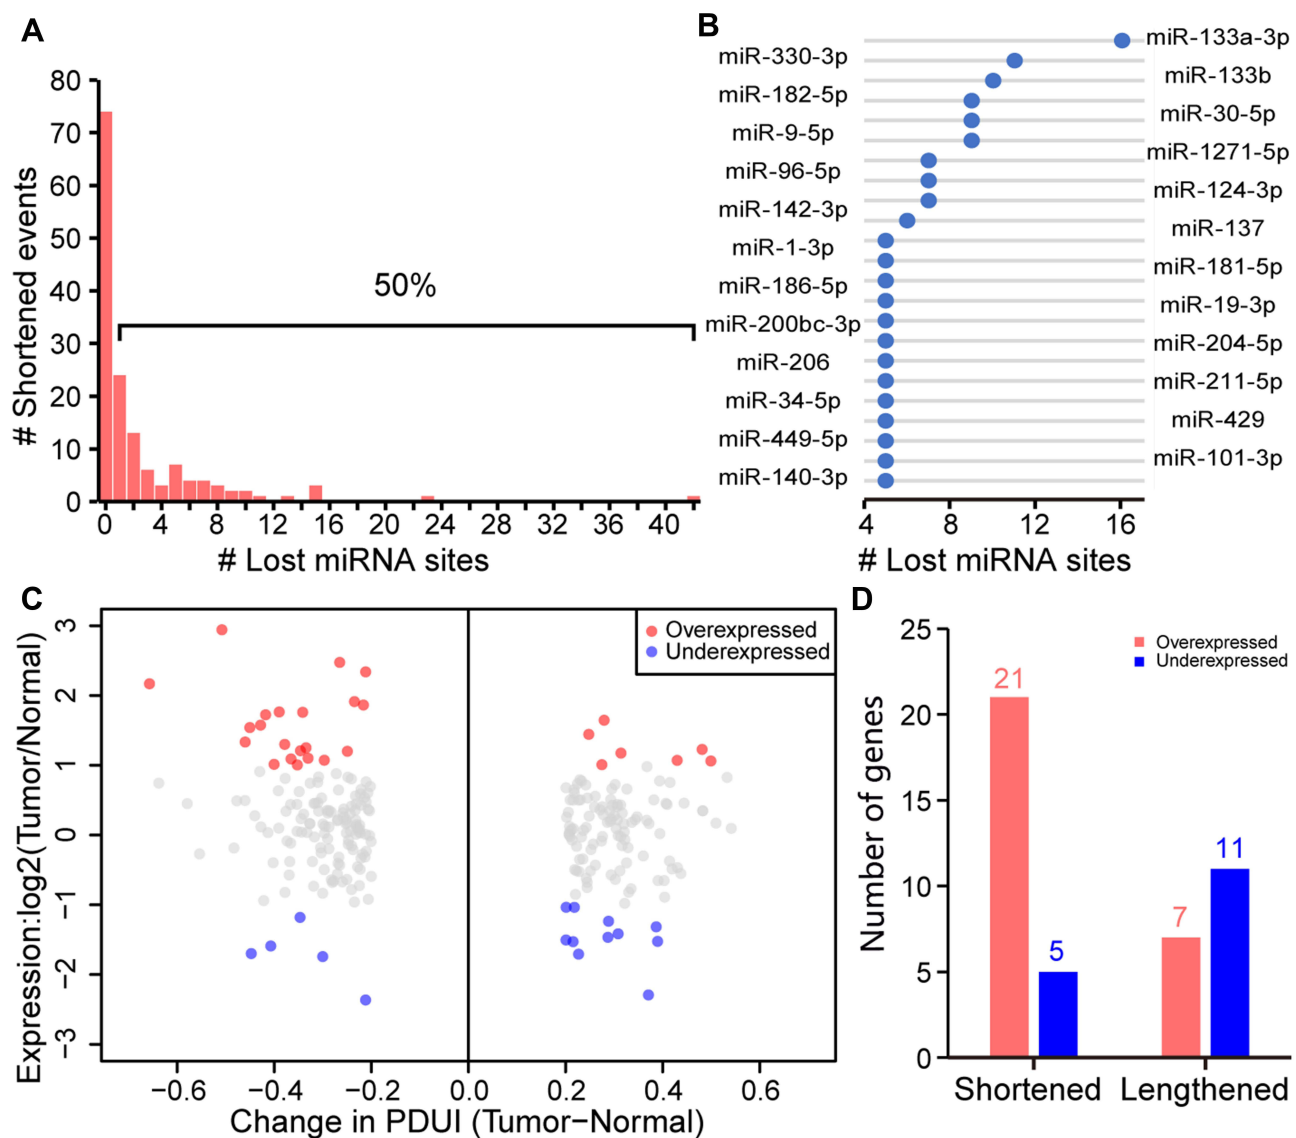 A
80
70
60
50
40
30
20
10
0
# Shortened events
50%
0 4 8 12 16 20 24 28 32 36 40
# Lost miRNA sites
B
miR-133a-3p
miR-330-3p
miR-133b
miR-182-5p
miR-30-5p
miR-9-5p
miR-1271-5p
miR-96-5p
miR-124-3p
miR-142-3p
miR-137
miR-1-3p
miR-181-5p
miR-186-5p
miR-19-3p
miR-200bc-3p
miR-204-5p
miR-206
miR-211-5p
miR-34-5p
miR-429
miR-449-5p
miR-101-3p
miR-140-3p
4 8 12 16
# Lost miRNA sites
C
3
2
1
0
−1
−2
−3
Expression:log2(Tumor/Normal)
Overexpressed
Underexpressed
−0.6 −0.4 −0.2 0.0 0.2 0.4 0.6
Change in PDUI (Tumor−Normal)
D
25
20
15
10
5
0
Number of genes
Overexpressed
Underexpressed
21
5
7
11
Shortened Lengthened